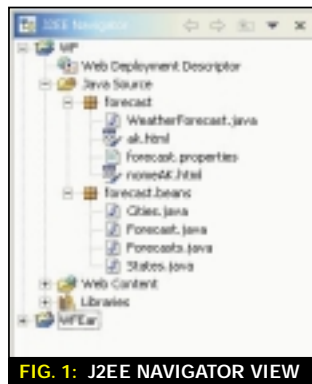 J2EE Navigator
WF
Web Deployment Descriptor
Java Source
forecast
WeatherForecast.java
ak.html
forecast.properties
nomeAK.html
forecast.beans
Cities.java
Forecast.java
Forecasts.java
States.java
Web Content
Libraries
WFEar
FIG. 1: J2EE NAVIGATOR VIEW